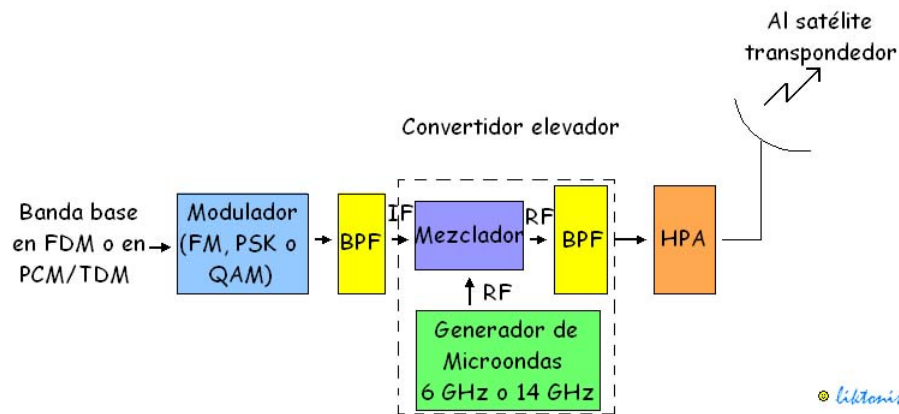 Al satélite
transpondedor
Convertidor elevador
Banda base
en FDM o en
PCM/TDM
Modulador
(FM, PSK o
QAM)
BPF
IF
Mezclador
RF
BPF
HPA
RF
Generador de
Microondas
6 GHz o 14 GHz